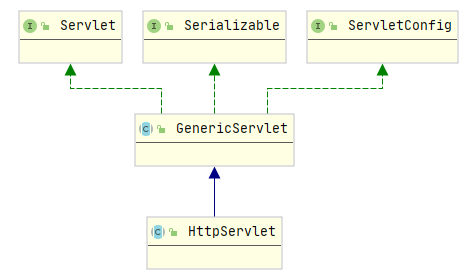 I Servlet
I Serializable
I ServletConfig
C GenericServlet
C HttpServlet